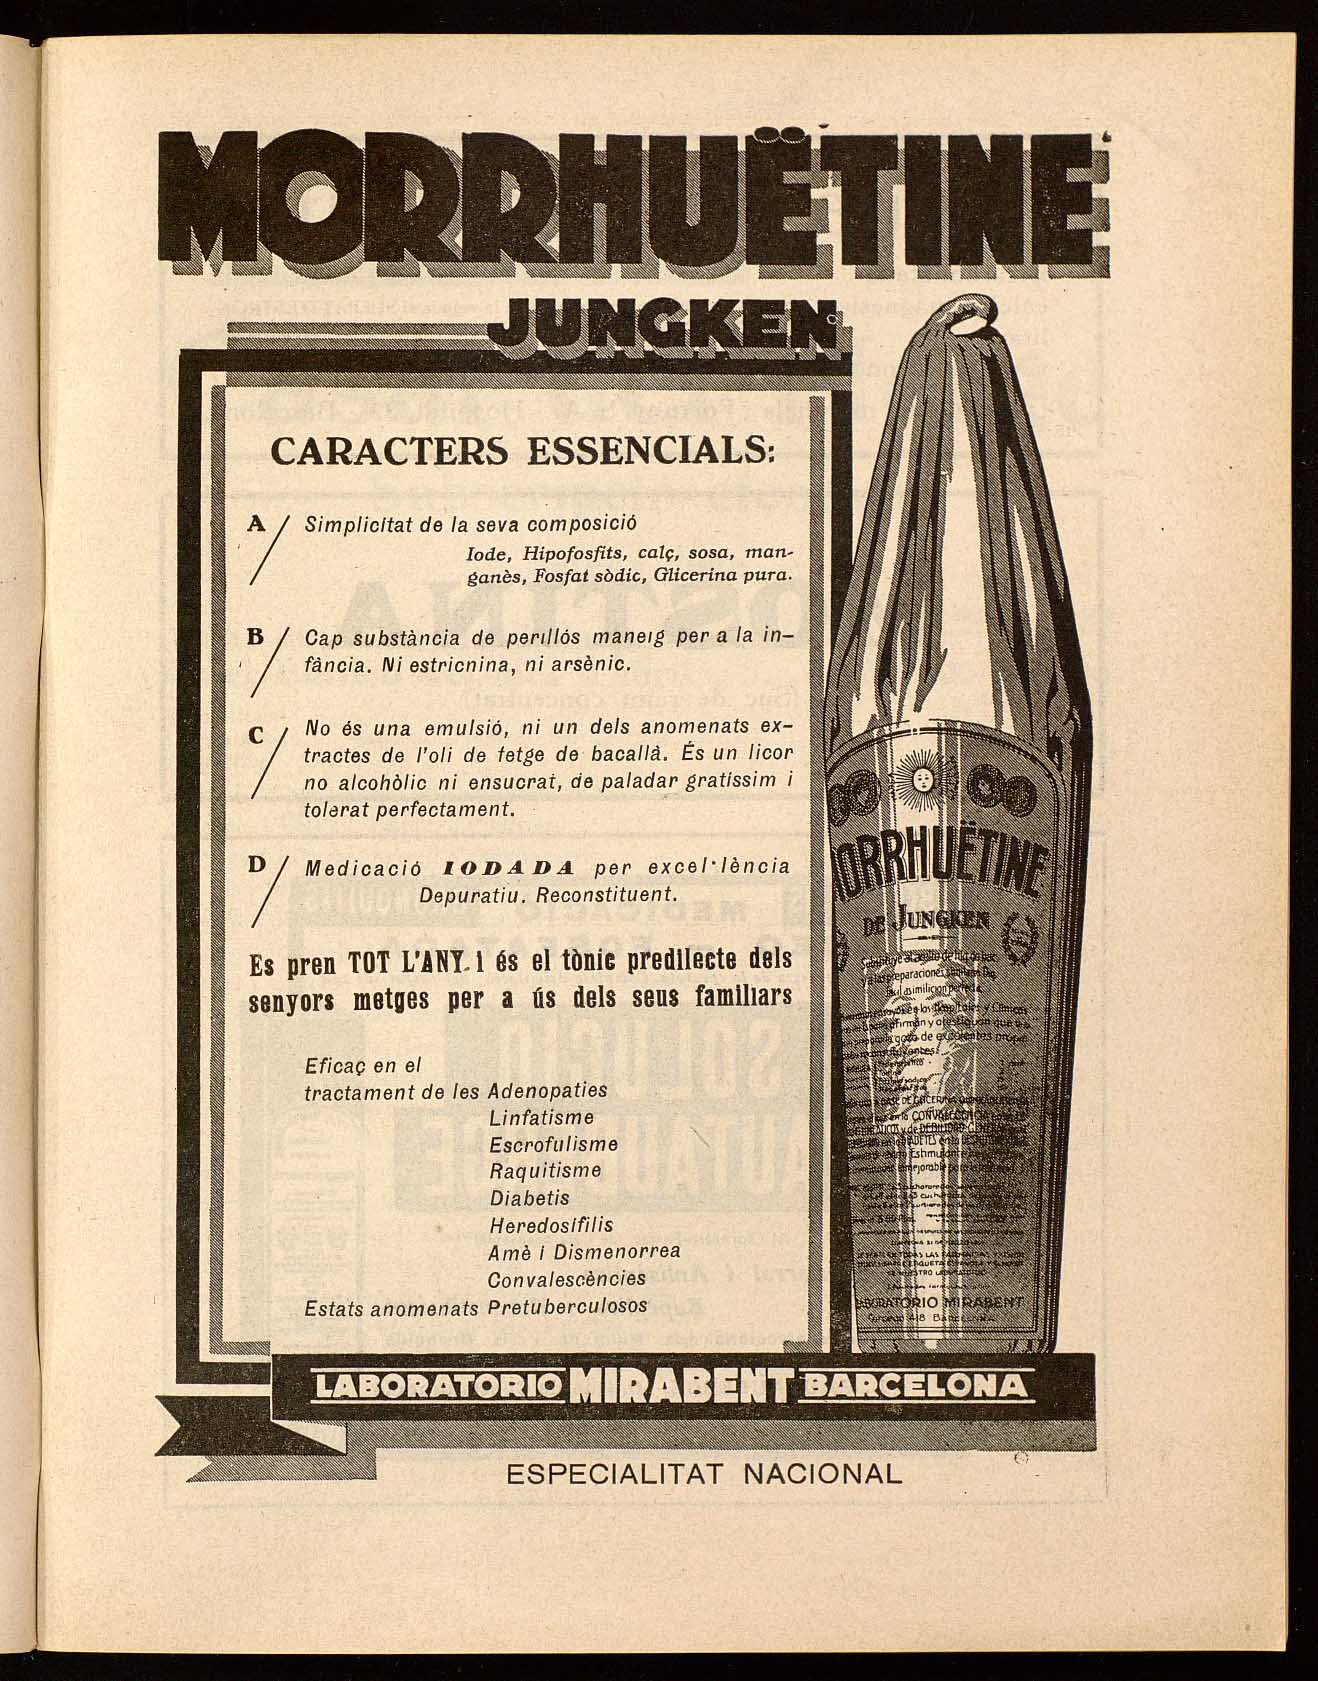 MORRHUËTINE
JUNGKEN
CARACTERS ESSENCIALS:
A / Simplicitat de la seva composició
Iode, Hipofosfits, calç, sosa, man-
ganès, Fosfat sòdic, Glicerina pura.
B / Cap substància de perillós maneig per a la in-
fància. Ni estricnina, ni arsènic.
C / No és una emulsió, ni un dels anomenats ex-
tractes de l'oli de fetge de bacallà. És un licor
no alcohòlic ni ensucrat, de paladar gratíssim i
tolerat perfectament.
D / Medicació IODADA per excel·lència
Depuratiu. Reconstituent.
Es pren TOT L'ANY i és el tònic predilecte dels
senyors metges per a ús dels seus familiars
Eficaç en el
tractament de les Adenopaties
Linfatisme
Escrofulisme
Raquitisme
Diabetis
Heredosífilis
Amè i Dismenorrea
Convalescències
Estats anomenats Pretuberculosos
MORRHUËTINE
DE JUNGKEN
LABORATORIO MIRABENT
LABORATORIO MIRABENT BARCELONA
ESPECIALITAT NACIONAL